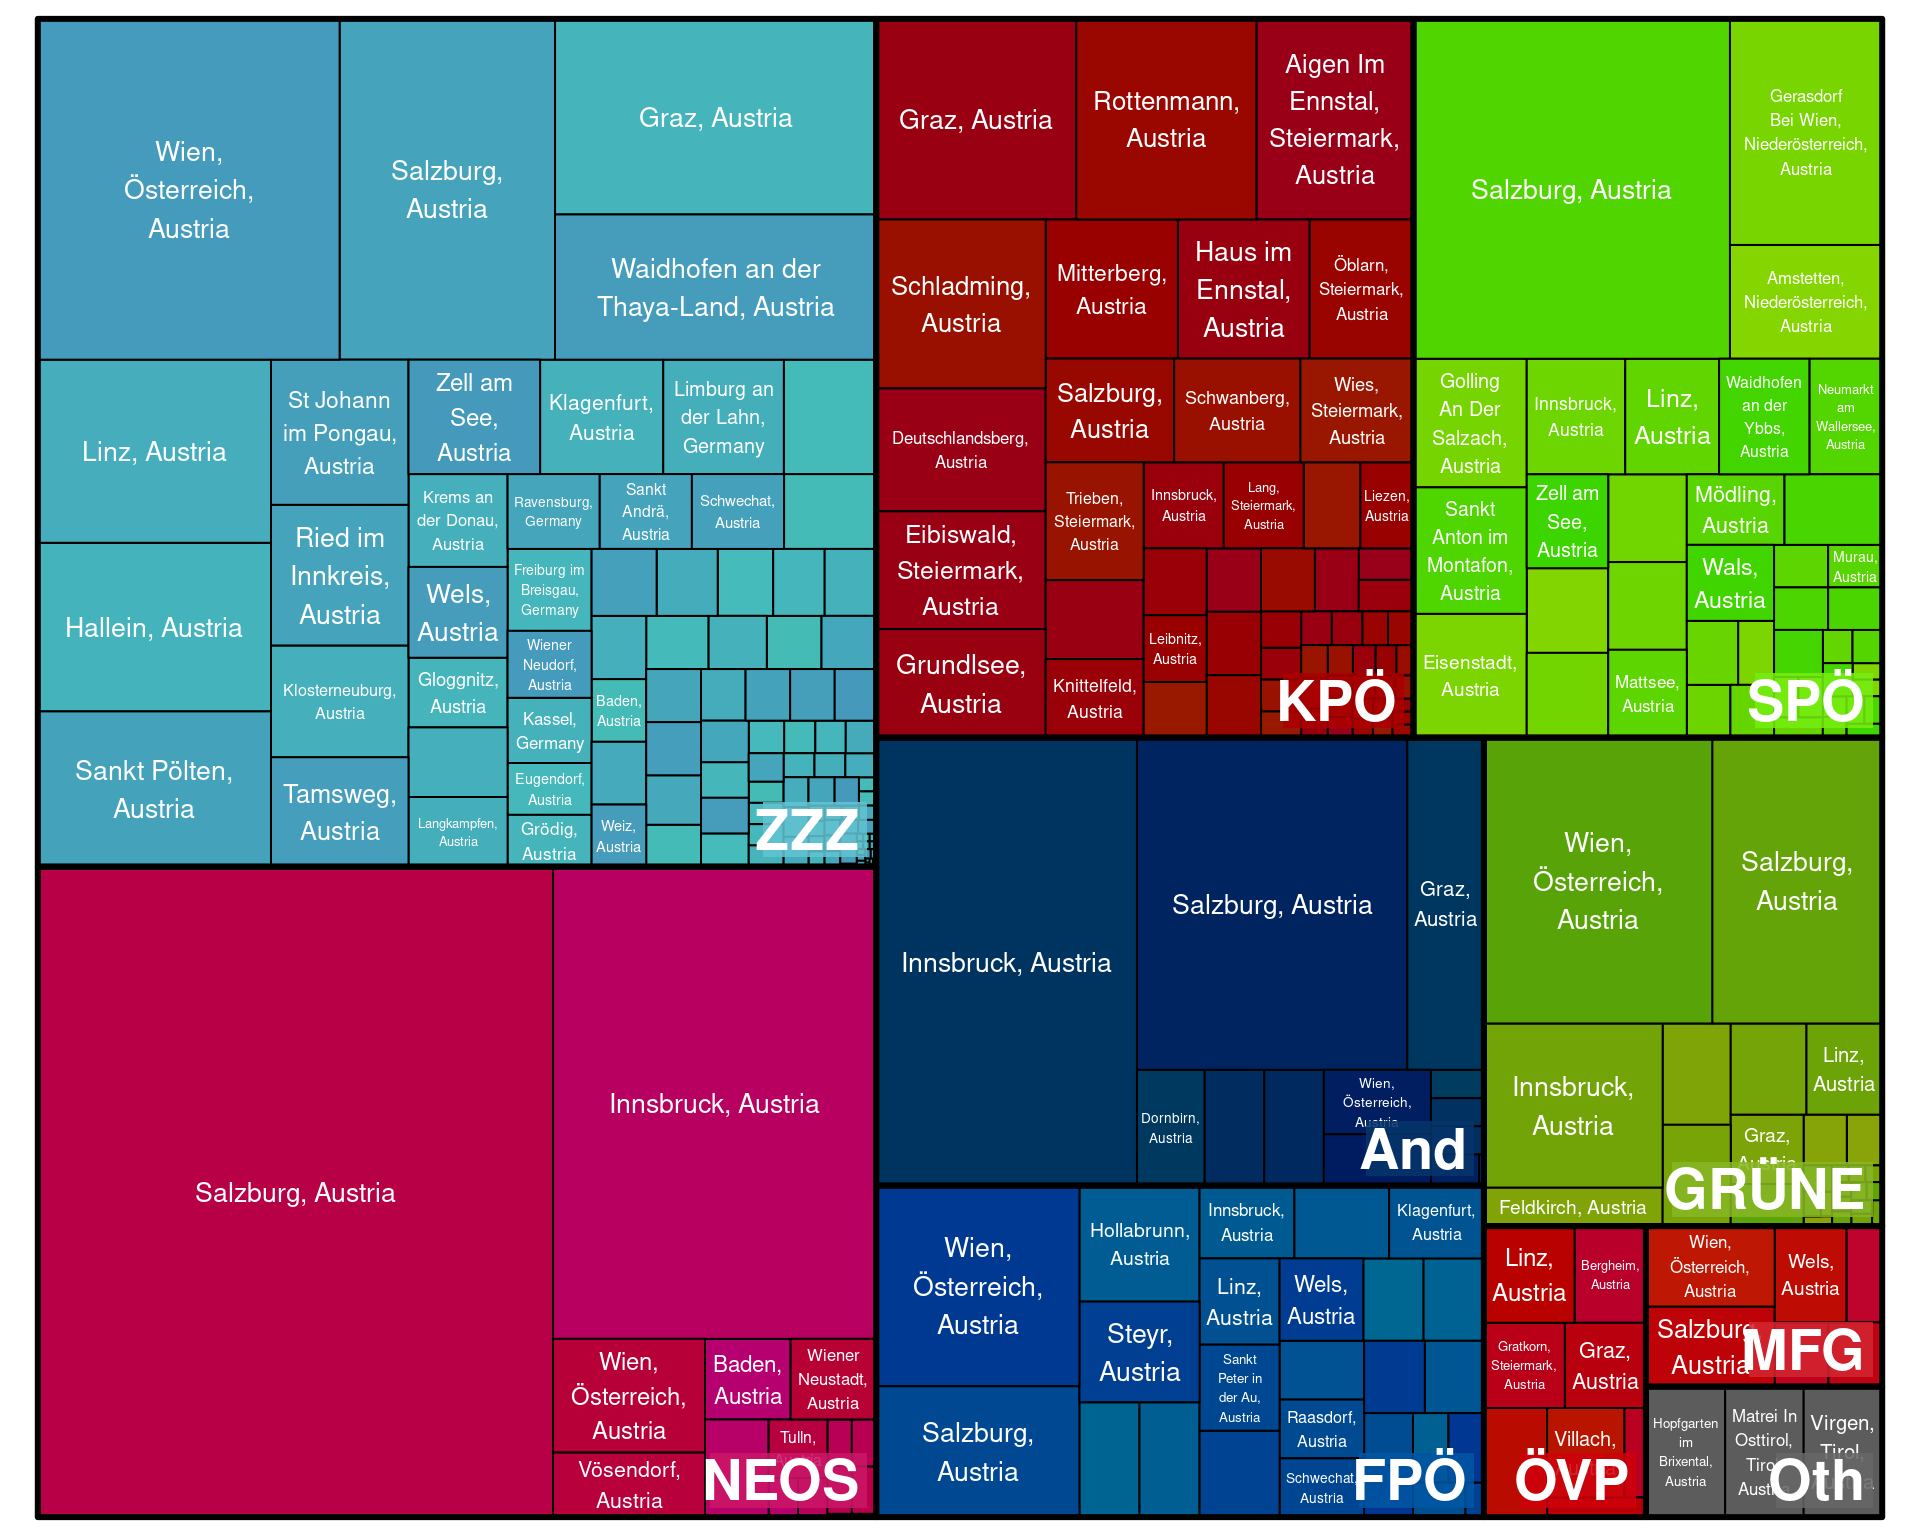 Wien,
Österreich,
Austria
Salzburg,
Austria
Graz, Austria
Waidhofen an der
Thaya-Land, Austria
Linz, Austria
Hallein, Austria
Sankt Pölten,
Austria
St Johann
im Pongau,
Austria
Ried im
Innkreis,
Austria
Klosterneuburg,
Austria
Tamsweg,
Austria
Zell am
See,
Austria
Klagenfurt,
Austria
Limburg an
der Lahn,
Germany
Krems an
der Donau,
Austria
Ravensburg,
Germany
Sankt
Andrä,
Austria
Schwechat,
Austria
Wels,
Austria
Freiburg im
Breisgau,
Germany
Wiener
Neudorf,
Austria
Gloggnitz,
Austria
Kassel,
Germany
Baden,
Austria
Eugendorf,
Austria
Langkampfen,
Austria
Grödig,
Austria
Weiz,
Austria
ZZZ
Graz, Austria
Rottenmann,
Austria
Aigen Im
Ennstal,
Steiermark,
Austria
Schladming,
Austria
Mitterberg,
Austria
Haus im
Ennstal,
Austria
Öblarn,
Steiermark,
Austria
Deutschlandsberg,
Austria
Salzburg,
Austria
Schwanberg,
Austria
Wies,
Steiermark,
Austria
Eibiswald,
Steiermark,
Austria
Trieben,
Steiermark,
Austria
Innsbruck,
Austria
Lang,
Steiermark,
Austria
Liezen,
Austria
Grundlsee,
Austria
Leibnitz,
Austria
Knittelfeld,
Austria
KPÖ
Salzburg, Austria
Gerasdorf
Bei Wien,
Niederösterreich,
Austria
Amstetten,
Niederösterreich,
Austria
Golling
An Der
Salzach,
Austria
Innsbruck,
Austria
Linz,
Austria
Waidhofen
an der
Ybbs,
Austria
Neumarkt
am
Wallersee,
Austria
Sankt
Anton im
Montafon,
Austria
Zell am
See,
Austria
Mödling,
Austria
Wals,
Austria
Murau,
Austria
Eisenstadt,
Austria
Mattsee,
Austria
SPÖ
Salzburg, Austria
Innsbruck, Austria
Wien,
Österreich,
Austria
Baden,
Austria
Wiener
Neustadt,
Austria
Vösendorf,
Austria
Tulln,
Austria
NEOS
Innsbruck, Austria
Salzburg, Austria
Graz,
Austria
Dornbirn,
Austria
Wien,
Österreich,
Austria
And
Wien,
Österreich,
Austria
Salzburg,
Austria
Innsbruck,
Austria
Linz,
Austria
Graz,
Austria
Feldkirch, Austria
GRÜNE
Wien,
Österreich,
Austria
Salzburg,
Austria
Hollabrunn,
Austria
Steyr,
Austria
Innsbruck,
Austria
Klagenfurt,
Austria
Linz,
Austria
Wels,
Austria
Sankt
Peter in
der Au,
Austria
Raasdorf,
Austria
Schwechat,
Austria
FPÖ
Linz,
Austria
Bergheim,
Austria
Gratkorn,
Steiermark,
Austria
Graz,
Austria
Villach,
ÖVP
Wien,
Österreich,
Austria
Wels,
Austria
Salzburg,
Austria
MFG
Hopfgarten
im
Brixental,
Austria
Matrei In
Osttirol,
Tirol,
Austria
Virgen,
Tirol,
Austria
Oth